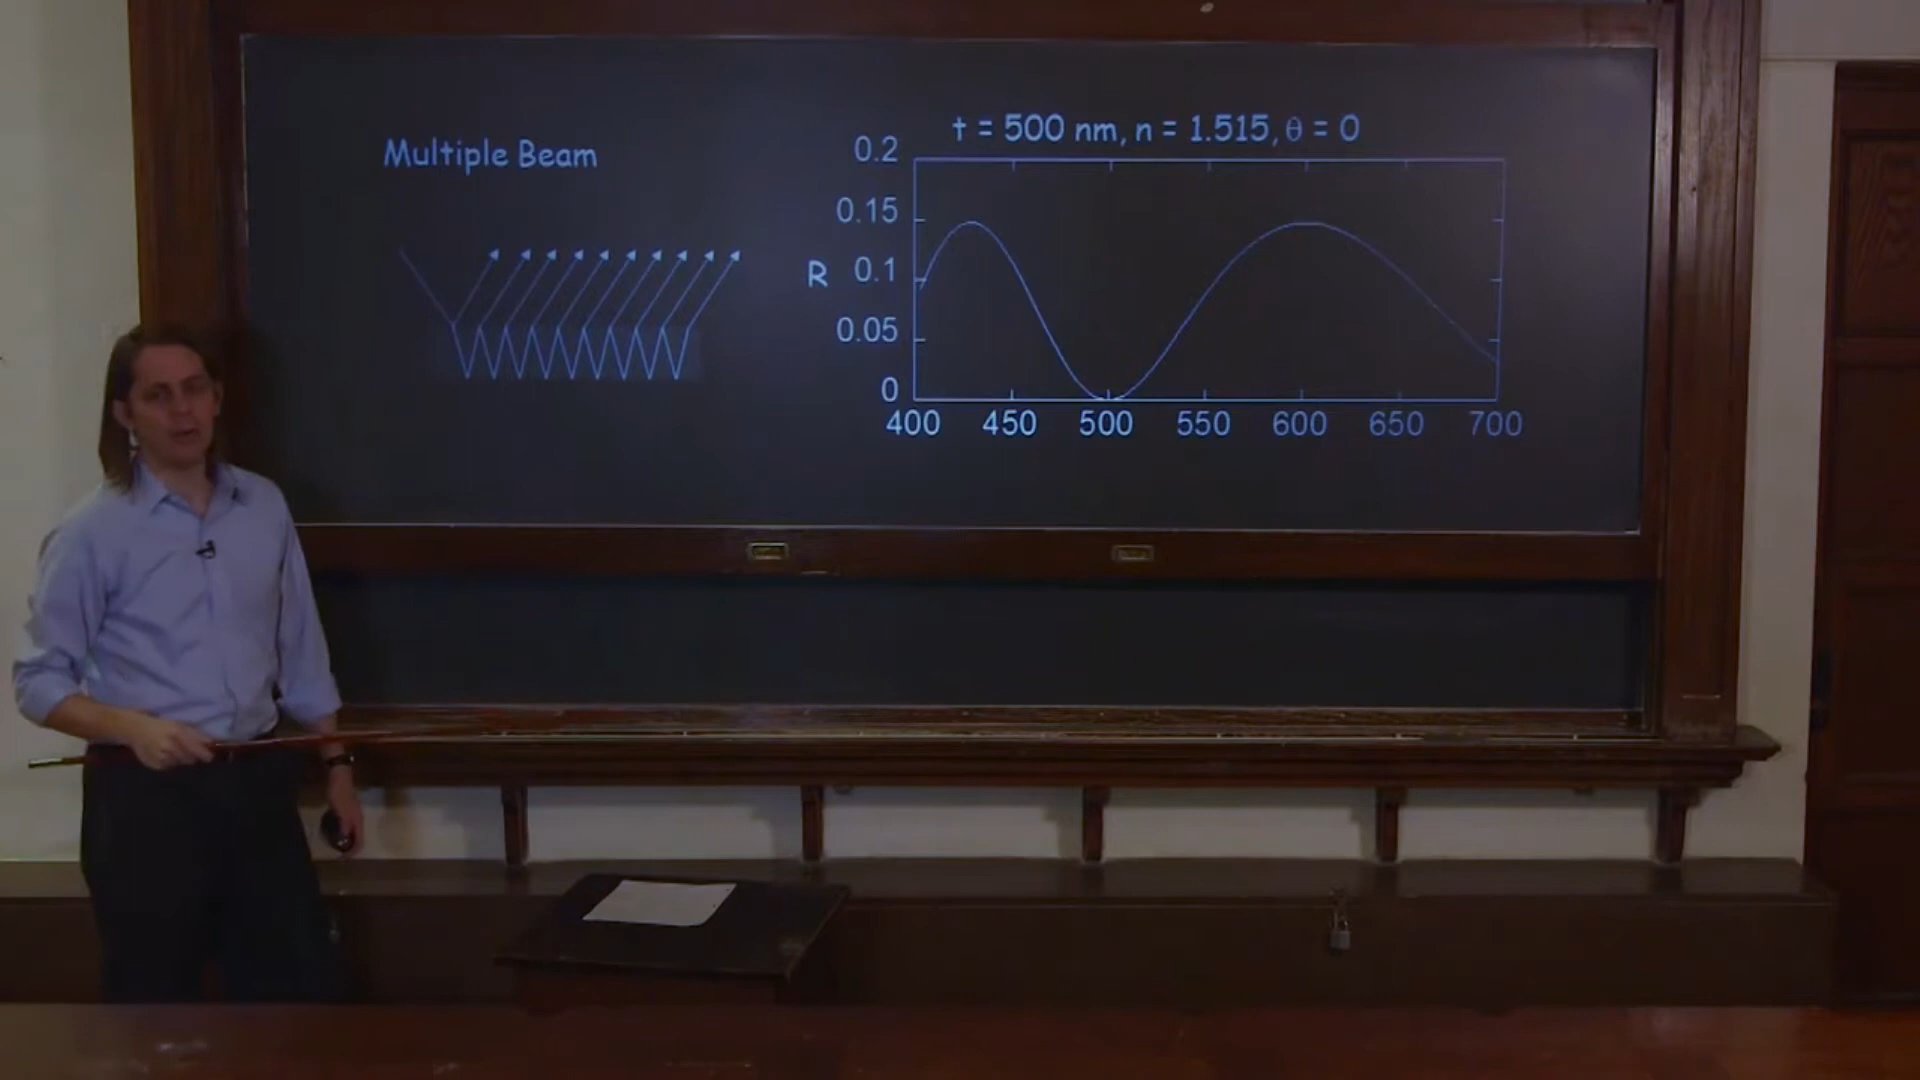 Multiple Beam
t = 500 nm, n = 1.515, θ = 0
R
0.2
0.15
0.1
0.05
0
400 450 500 550 600 650 700